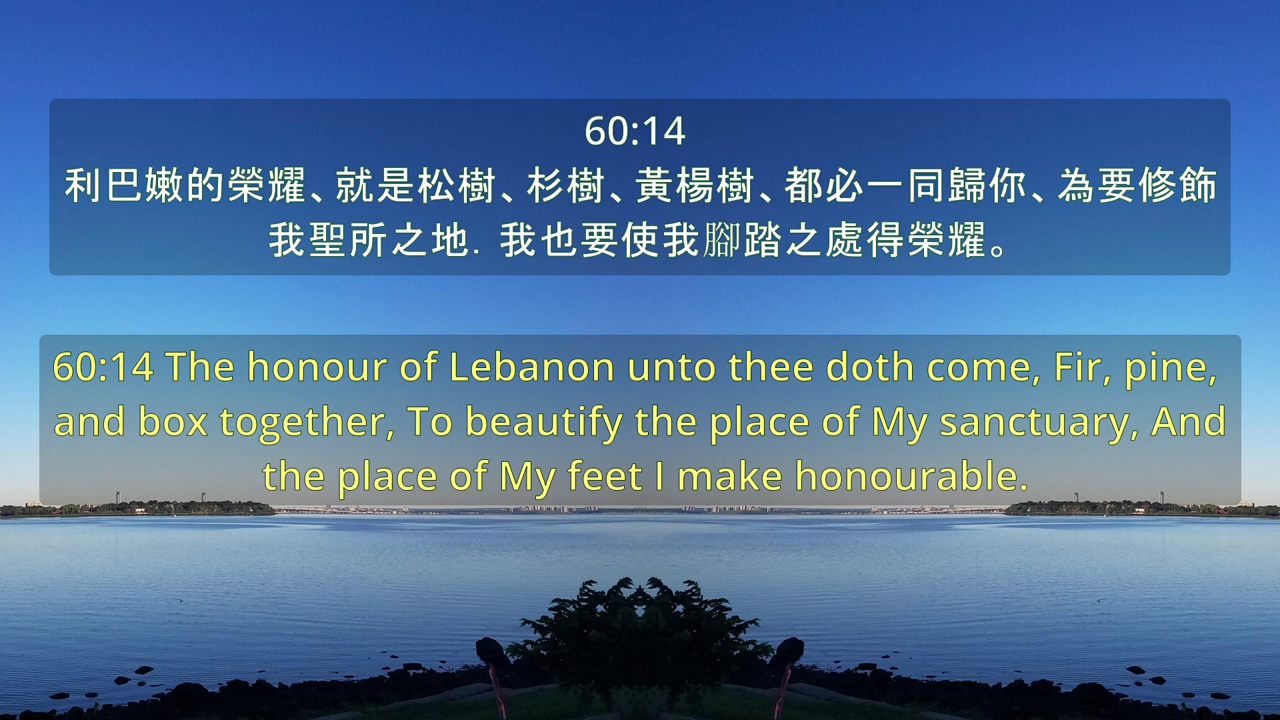 60:14
利巴嫩的榮耀、就是松樹、杉樹、黃楊樹、都必一同歸你、為要修飾
我聖所之地. 我也要使我腳踏之處得榮耀。
60:14 The honour of Lebanon unto thee doth come, Fir, pine,
and box together, To beautify the place of My sanctuary, And
the place of My feet I make honourable.